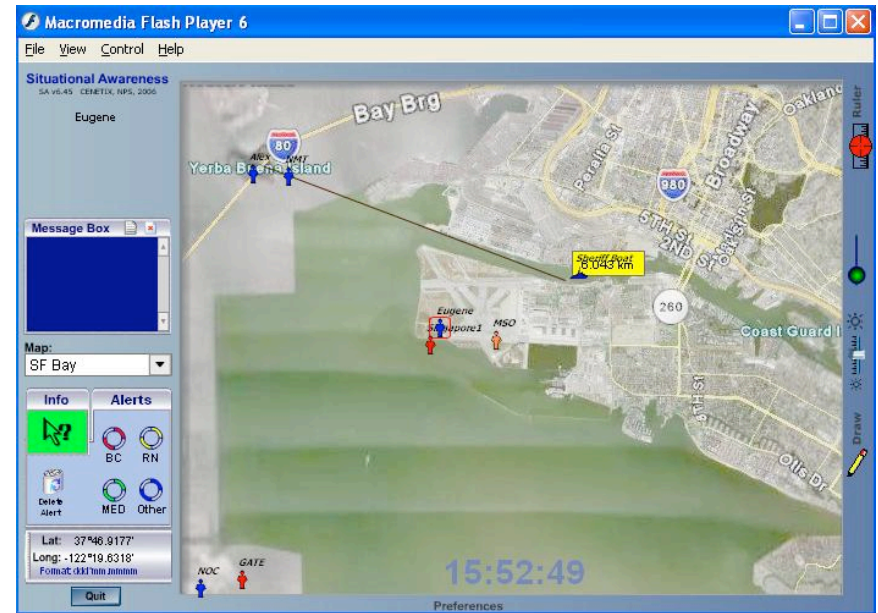 Macromedia Flash Player 6
File View Control Help
Situational Awareness
SA v6.45 CENETIX, NPS, 2006
Eugene
Message Box
Map:
SF Bay
Info Alerts
BC RN
Delete Alert
MED Other
Lat: 37°46.9177'
Long: -122°19.6318'
Format: ddd°mm.mmmm
Quit
Bay Brg
80
Alex NMT
Yerba Buena Island
Oakland
Peralta St
Broadway
980
Oak St
5TH St
2ND St
Sheriff Boat
6.043 km
260
Eugene
Singapore1
MSO
Coast Guard I
8TH St
Otis Dr
NOC GATE
15:52:49
Preferences
Ruler
Draw